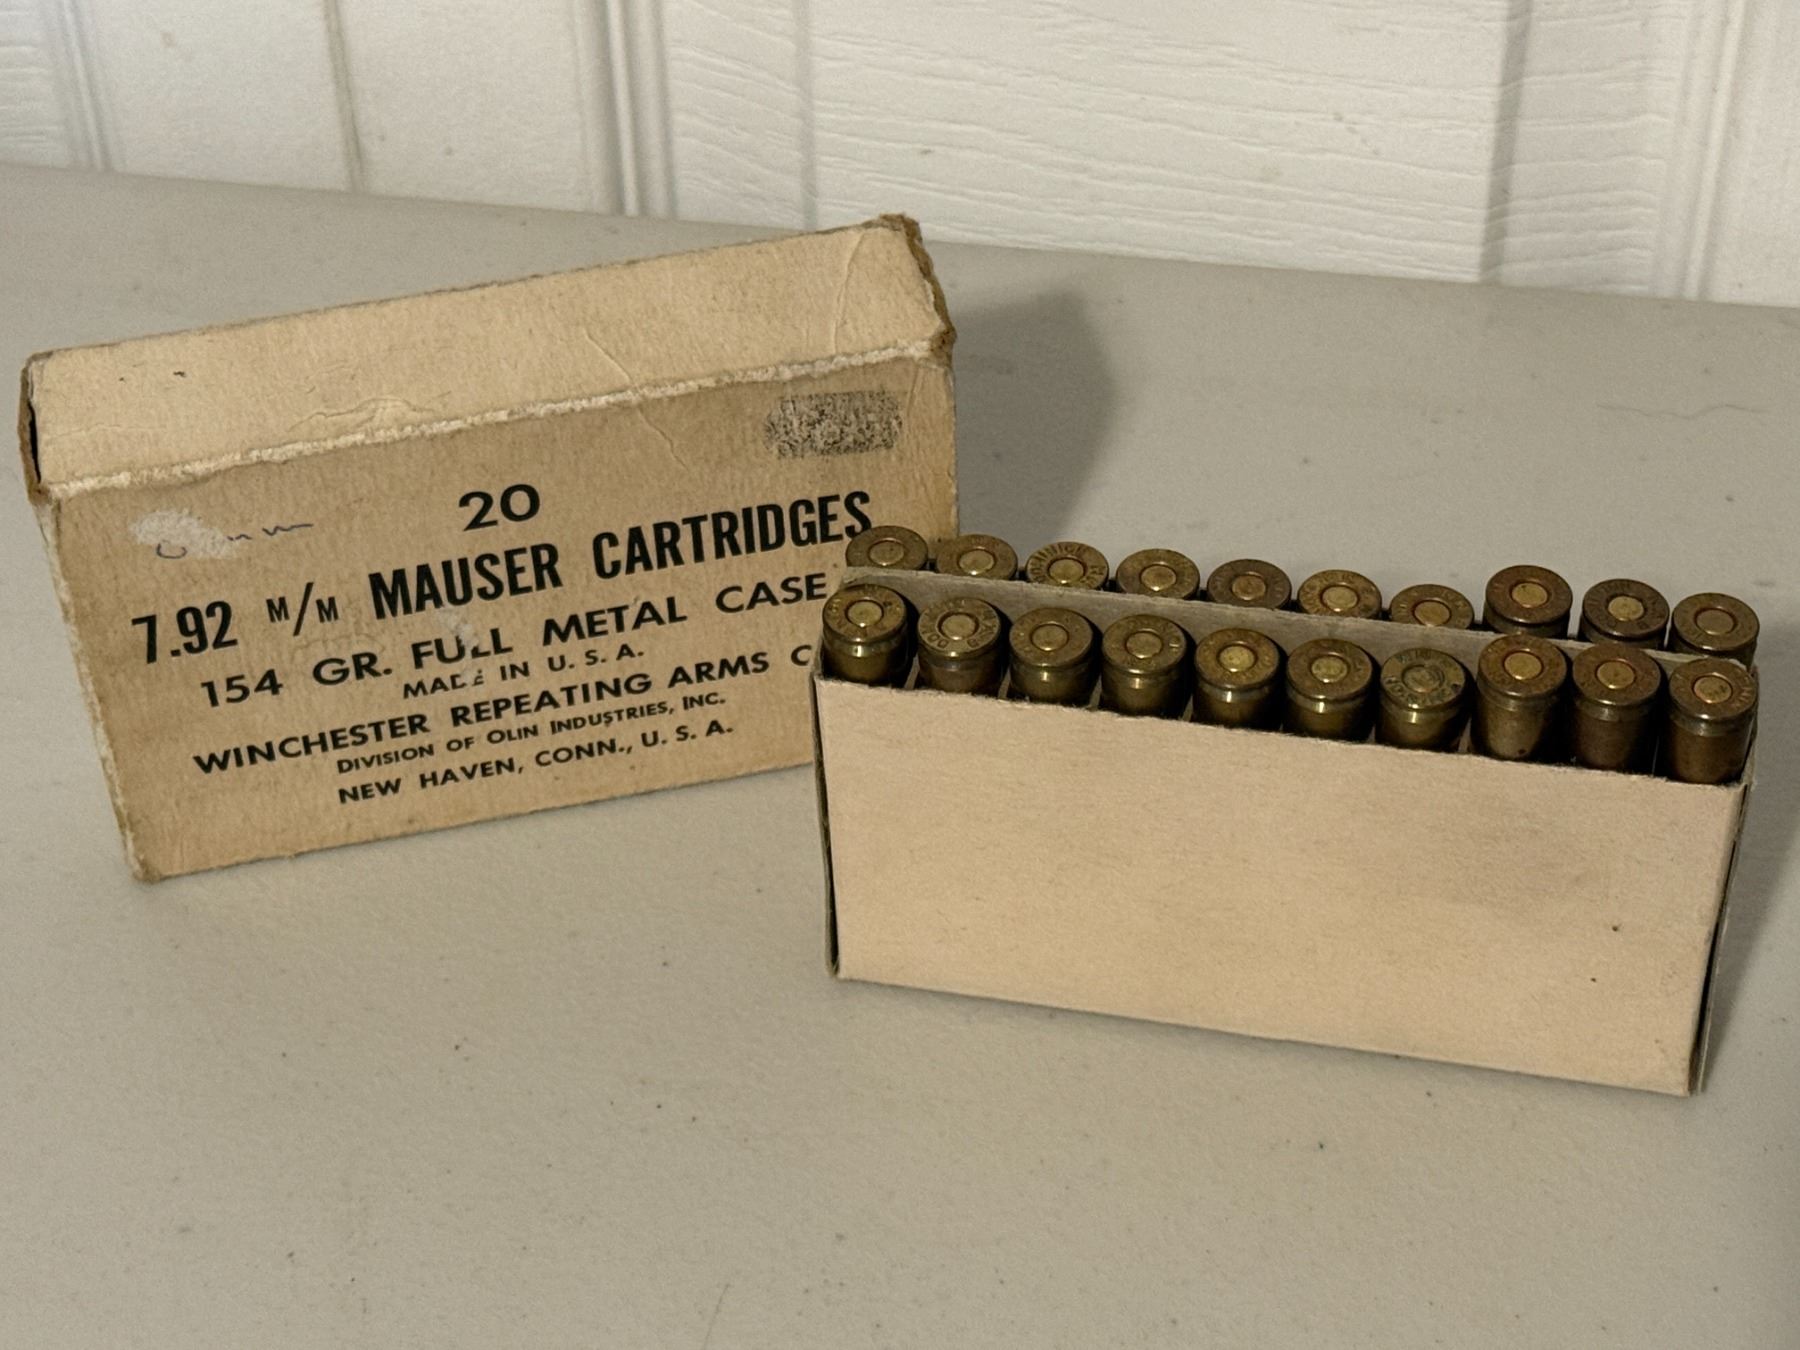 20
7.92 M/M MAUSER CARTRIDGES
154 GR. FULL METAL CASE
MADE IN U. S. A.
WINCHESTER REPEATING ARMS
DIVISION OF OLIN INDUSTRIES, INC.
NEW HAVEN, CONN., U. S. A.